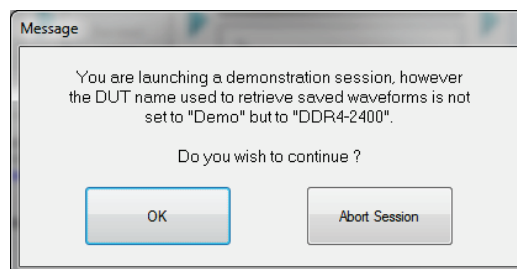 Message
You are launching a demonstration session, however
the DUT name used to retrieve saved waveforms is not
set to "Demo" but to "DDR4-2400".
Do you wish to continue ?
OK
Abort Session